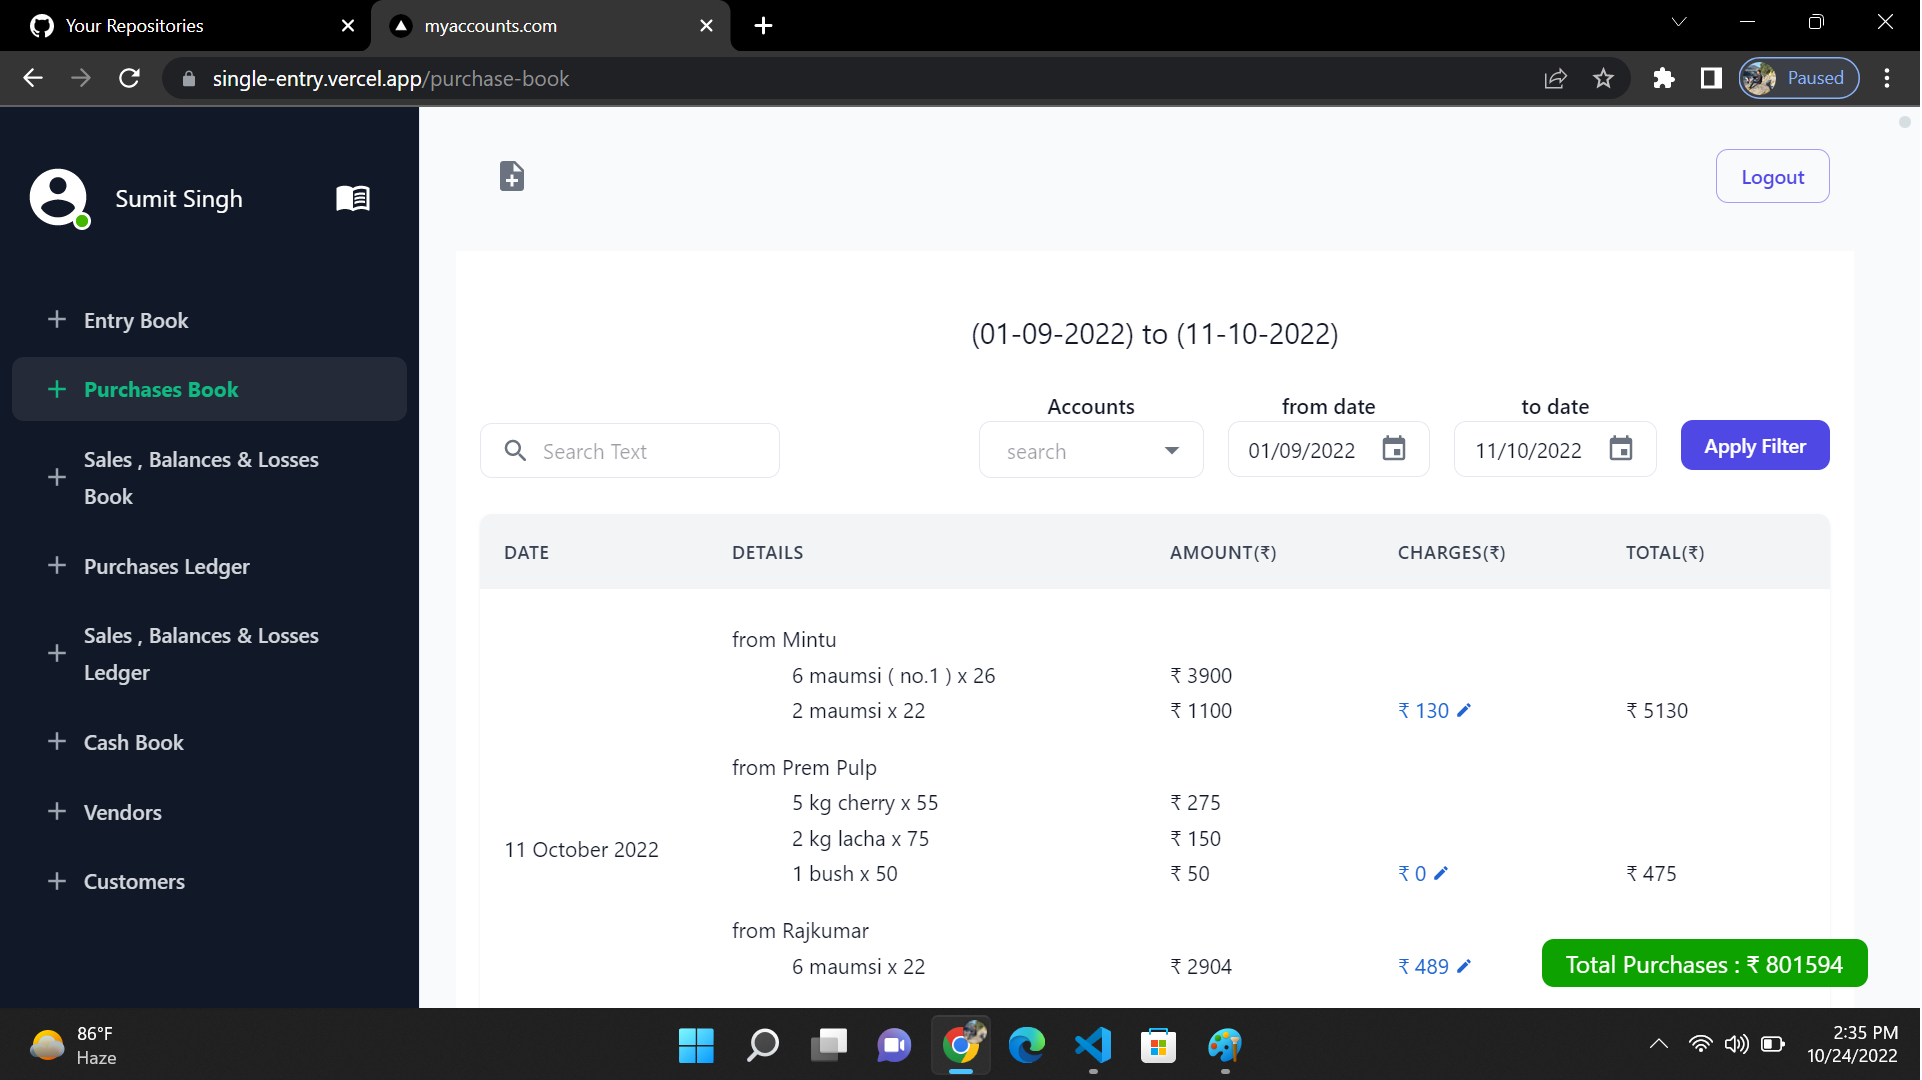 Your Repositories
myaccounts.com
single-entry.vercel.app/purchase-book
Paused
Sumit Singh
Logout
Entry Book
Purchases Book
Sales , Balances & Losses
Book
Purchases Ledger
Sales , Balances & Losses
Ledger
Cash Book
Vendors
Customers
(01-09-2022) to (11-10-2022)
Accounts
from date
to date
Search Text
search
01/09/2022
11/10/2022
Apply Filter
DATE DETAILS AMOUNT(₹) CHARGES(₹) TOTAL(₹)
from Mintu
6 maumsi ( no.1 ) x 26 ₹ 3900
2 maumsi x 22 ₹ 1100 ₹ 130 ₹ 5130
from Prem Pulp
5 kg cherry x 55 ₹ 275
2 kg lacha x 75 ₹ 150
11 October 2022
1 bush x 50 ₹ 50 ₹ 0 ₹ 475
from Rajkumar
6 maumsi x 22 ₹ 2904 ₹ 489
Total Purchases : ₹ 801594
86°F
Haze
2:35 PM
10/24/2022